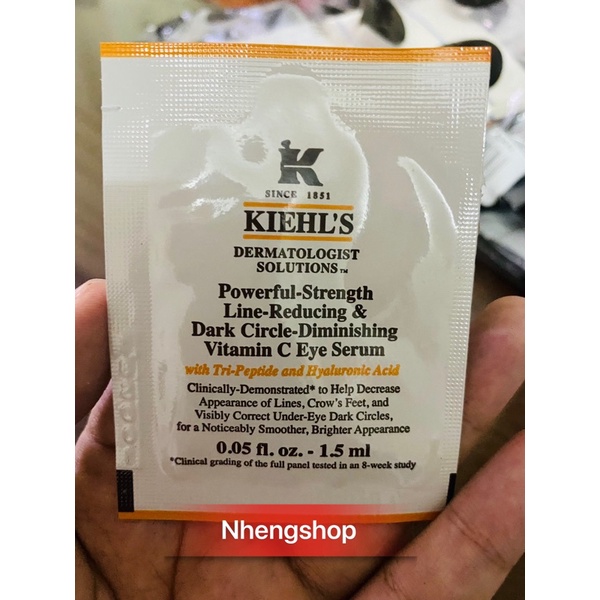 K
SINCE 1851
KIEHL'S
DERMATOLOGIST
SOLUTIONS™
Powerful-Strength
Line-Reducing &
Dark Circle-Diminishing
Vitamin C Eye Serum
with Tri-Peptide and Hyaluronic Acid
Clinically-Demonstrated* to Help Decrease
Appearance of Lines, Crow's Feet, and
Visibly Correct Under-Eye Dark Circles,
for a Noticeably Smoother, Brighter Appearance
0.05 fl. oz. - 1.5 ml
*Clinical grading of the full panel tested in an 8-week study
Nhengshop